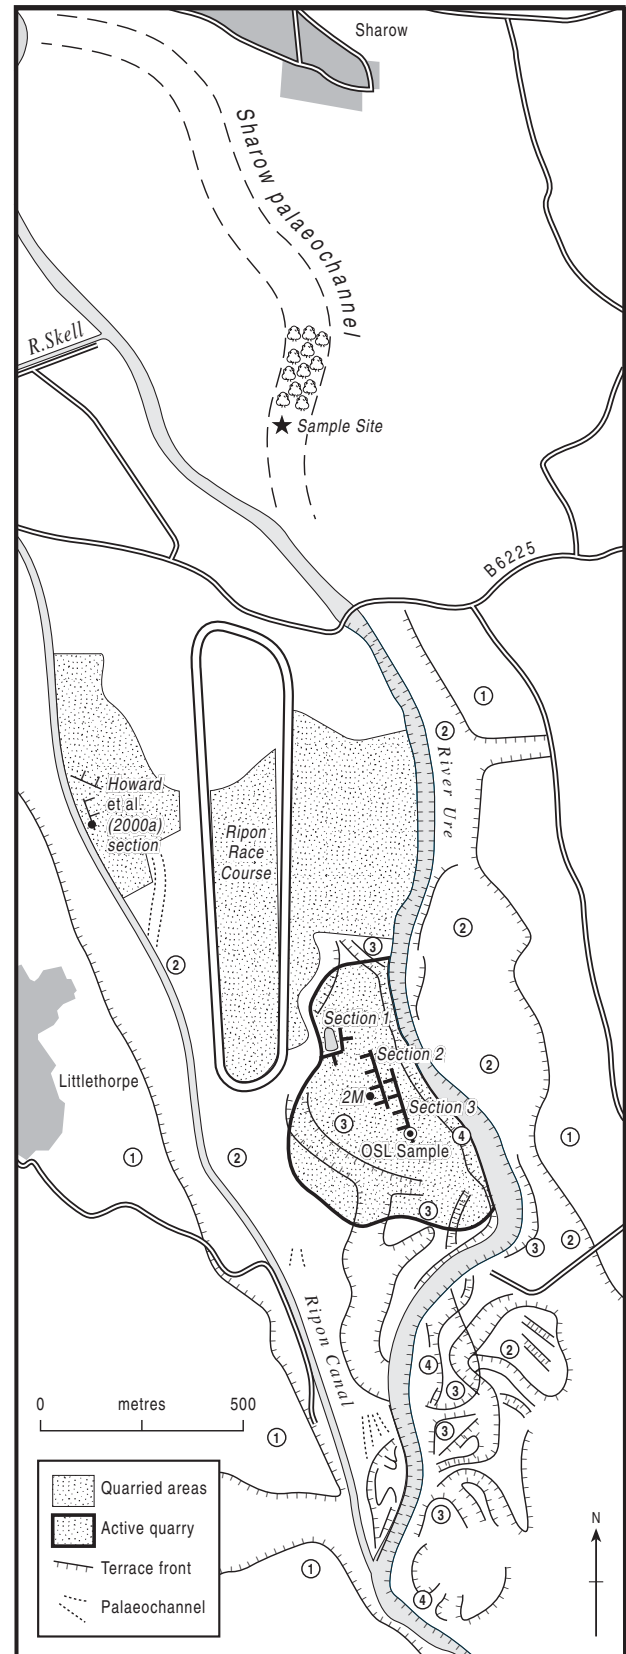 Sharow
Sharow palaeochannel
R.Skell
Sample Site
B6225
1
2
River Ure
Howard
et al.
(2000a)
section
Ripon
Race
Course
2
3
2
Section 1
Section 2
2
2M
Section 3
3
4
OSL Sample
Littlethorpe
1
2
1
3
3
2
Ripon Canal
2
4
3
0 metres 500
3
1
Quarried areas
Active quarry
Terrace front
Palaeochannel
3
N
1
4